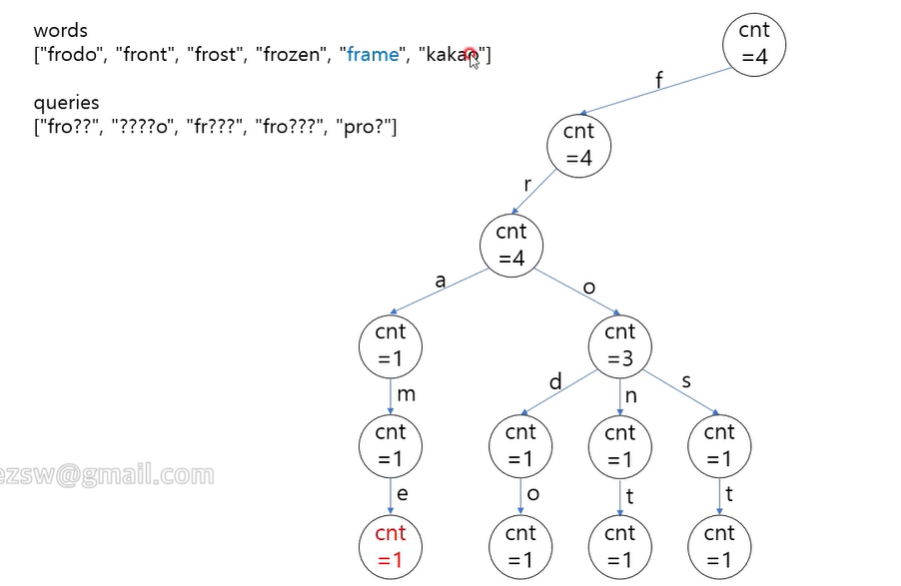 words
["frodo", "front", "frost", "frozen", "frame", "kakao"]
queries
["fro??", "????o", "fr???", "fro???", "pro?"]
cnt
=4
f
cnt
=4
r
cnt
=4
a
o
cnt
=1
cnt
=3
m
d
n
s
cnt
=1
cnt
=1
cnt
=1
cnt
=1
e
o
t
t
cnt
=1
cnt
=1
cnt
=1
cnt
=1
ezsw@gmail.com